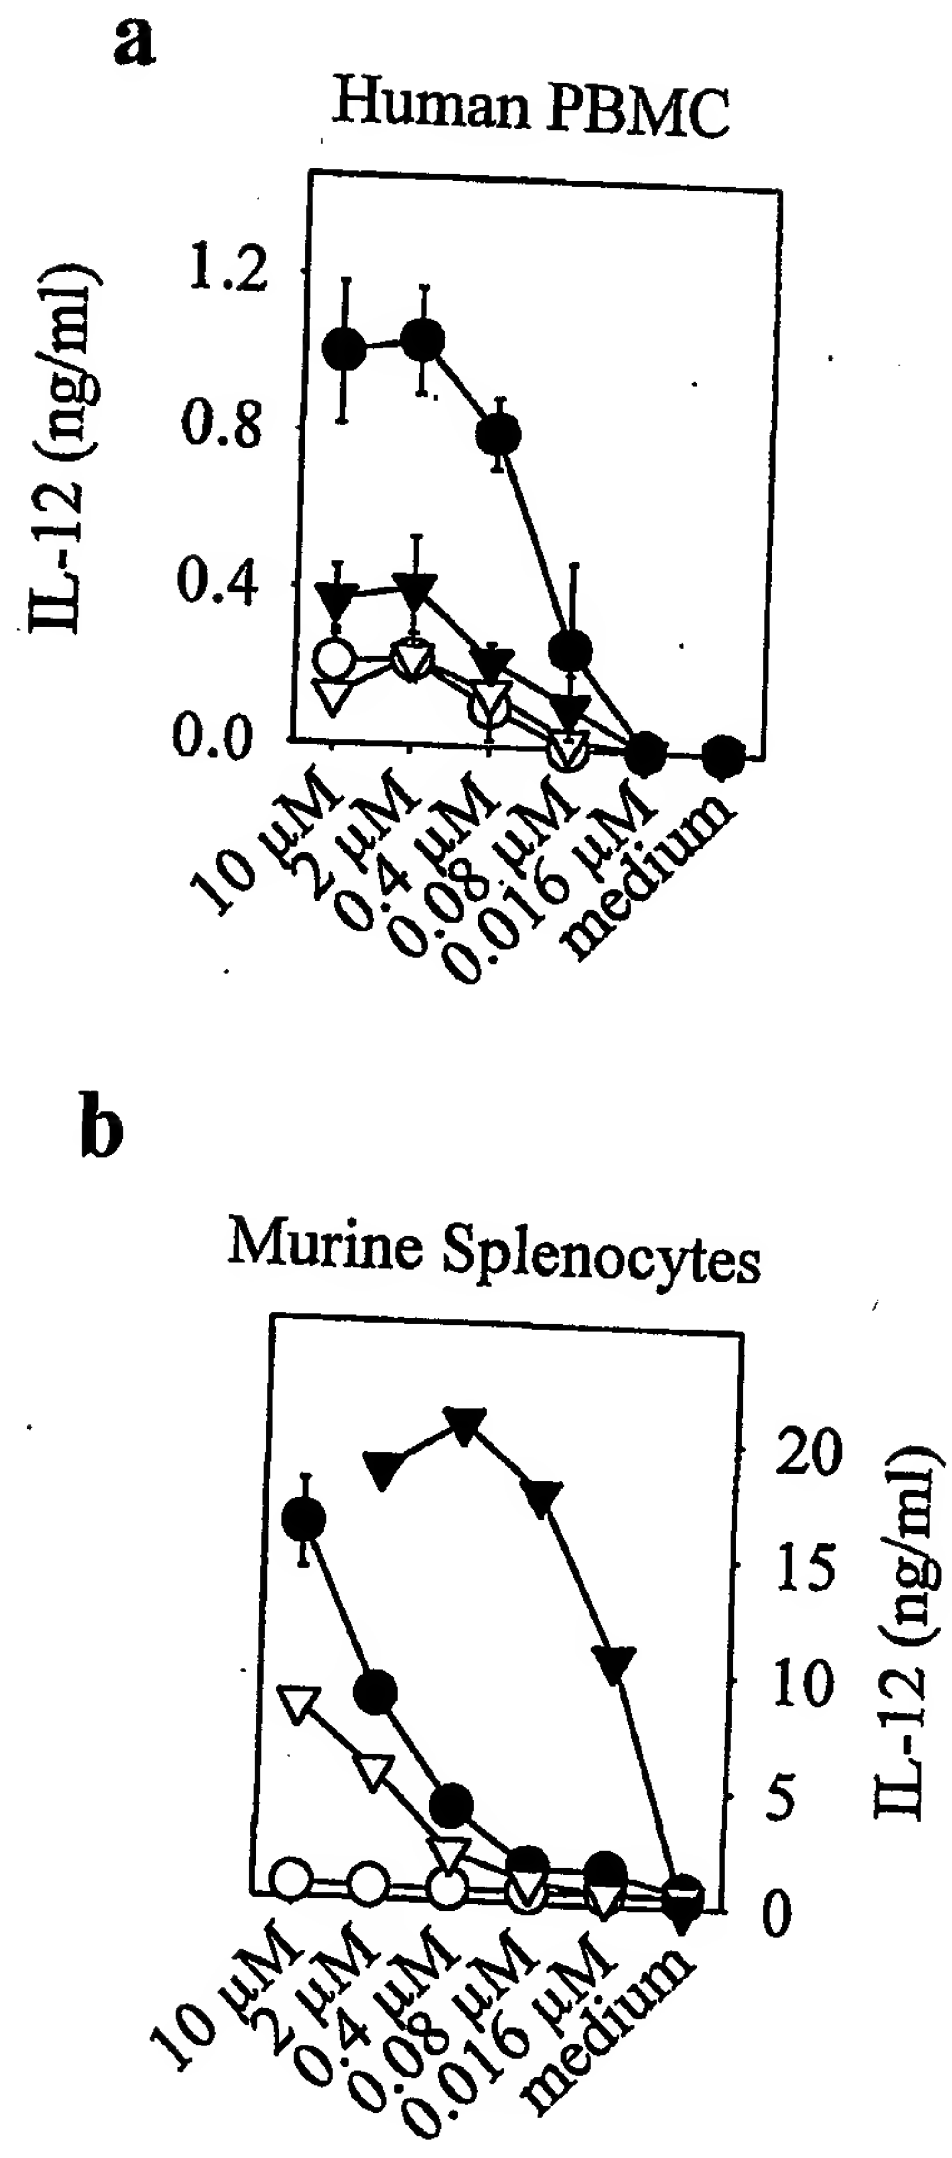 a
Human PBMC
IL-12 (ng/ml)
1.2
0.8
0.4
0.0
10 µM
2 µM
0.4 µM
0.08 µM
0.016 µM
medium
b
Murine Splenocytes
20
15
10
5
0
IL-12 (ng/ml)
10 µM
2 µM
0.4 µM
0.08 µM
0.016 µM
medium